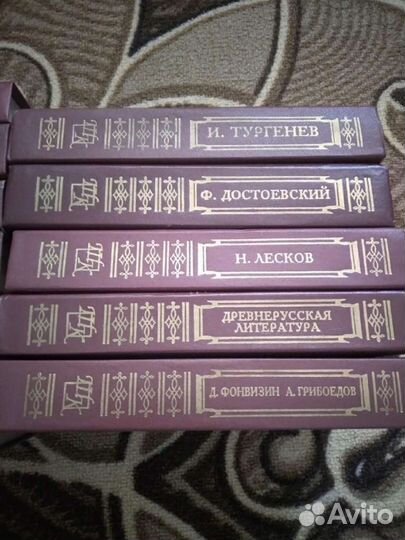 И. ТУРГЕНЕВ
Ф. ДОСТОЕВСКИЙ
Н. ЛЕСКОВ
ДРЕВНЕРУССКАЯ
ЛИТЕРАТУРА
Д. ФОНВИЗИН А. ГРИБОЕДОВ
Avito